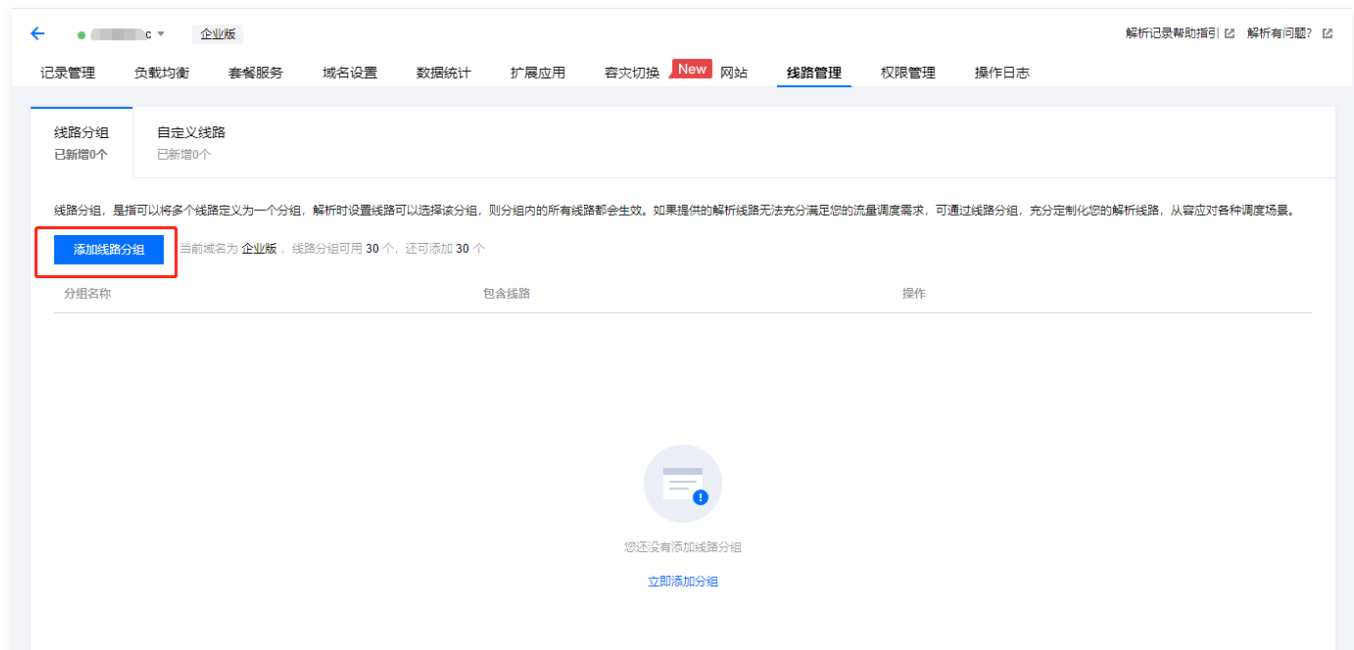 c 企业版 解析记录帮助指引 解析有问题?
记录管理 负载均衡 套餐服务 域名设置 数据统计 扩展应用 容灾切换 New 网站 线路管理 权限管理 操作日志
线路分组 自定义线路
已新增0个 已新增0个
线路分组，是指可以将多个线路定义为一个分组，解析时设置线路可以选择该分组，则分组内的所有线路都会生效。如果提供的解析线路无法充分满足您的流量调度需求，可通过线路分组，充分定制化您的解析线路，从容应对各种调度场景。
添加线路分组 当前域名为 企业版 ，线路分组可用 30 个，还可添加 30 个
分组名称 包含线路 操作
您还没有添加线路分组
立即添加分组